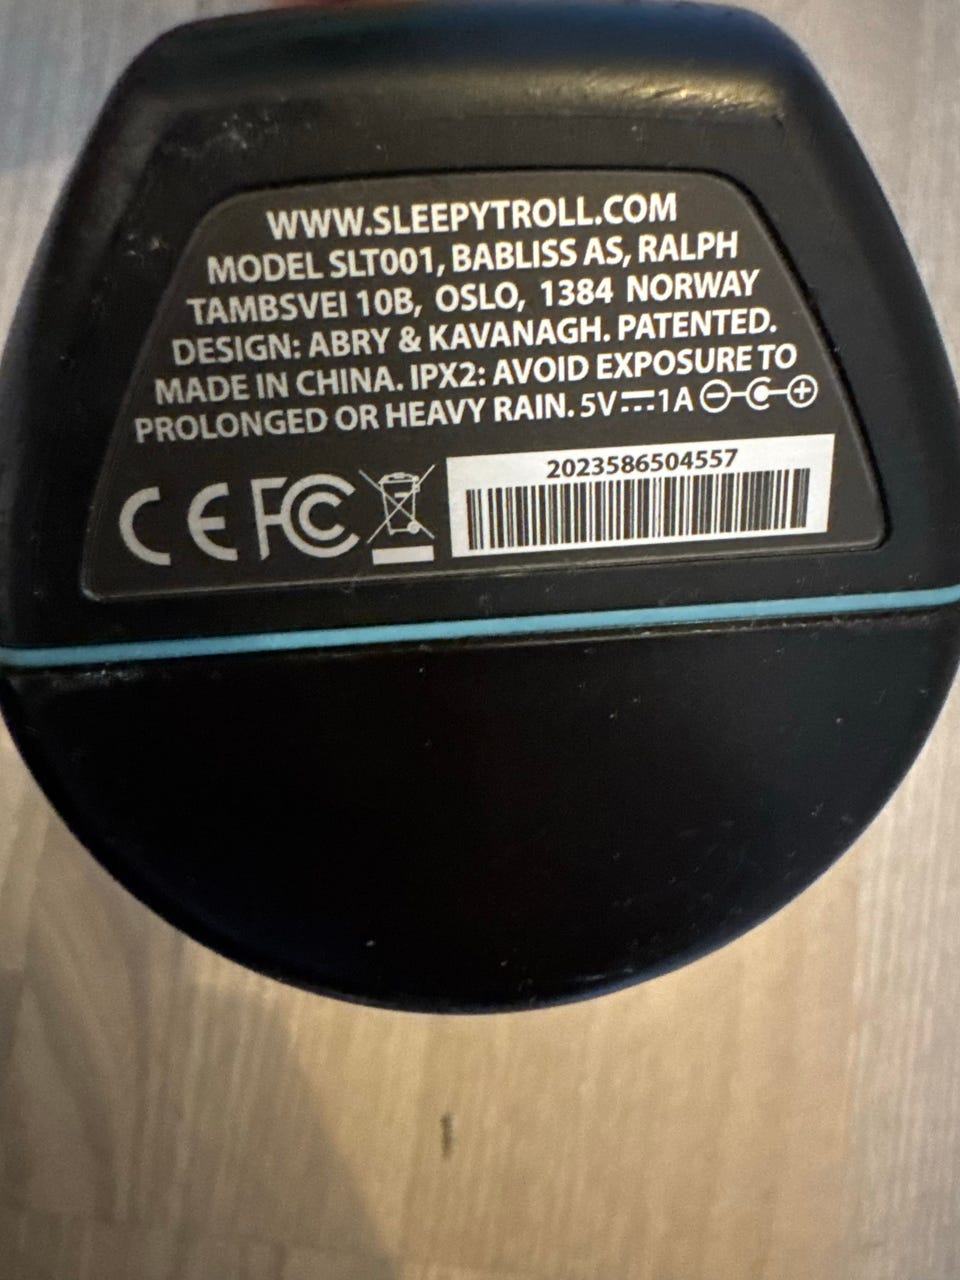 WWW.SLEEPYTROLL.COM
MODEL SLT001, BABLISS AS, RALPH
TAMBSVEI 10B, OSLO, 1384 NORWAY
DESIGN: ABRY & KAVANAGH. PATENTED.
MADE IN CHINA. IPX2: AVOID EXPOSURE TO
PROLONGED OR HEAVY RAIN. 5V⎓1A
CE FC
2023586504557